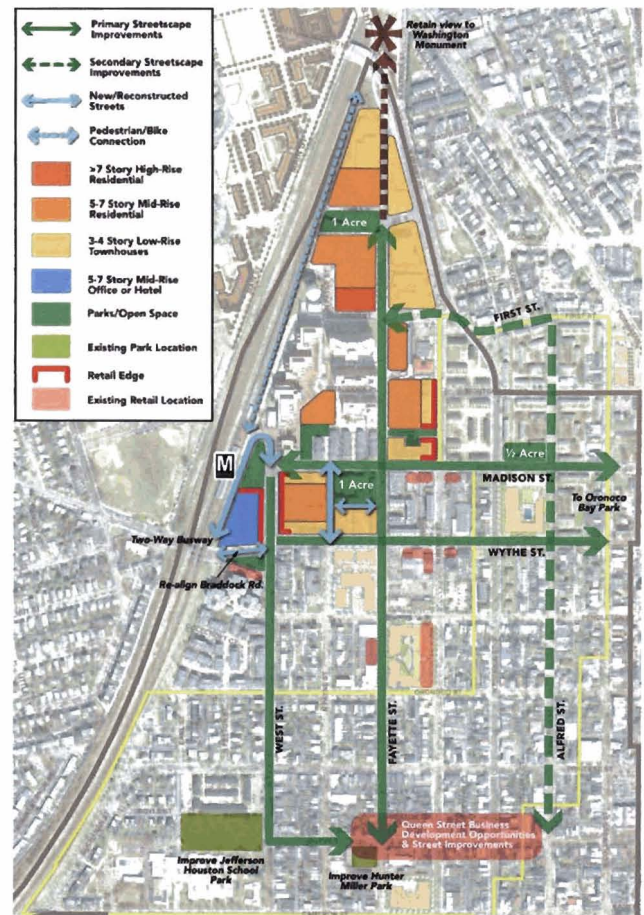 Primary Streetscape
Improvements
Secondary Streetscape
Improvements
New/Reconstructed
Streets
Pedestrian/Bike
Connection
>7 Story High-Rise
Residential
5-7 Story Mid-Rise
Residential
3-4 Story Low-Rise
Townhouses
5-7 Story Mid-Rise
Office or Hotel
Parks/Open Space
Existing Park Location
Retail Edge
Existing Retail Location
Retain view to
Washington
Monument
1 Acre
FIRST ST.
M
½ Acre
1 Acre
MADISON ST.
To Oronoco
Bay Park
Two-Way Busway
WYTHE ST.
Re-align Braddock Rd.
WEST ST.
FAYETTE ST.
ALFRED ST.
Queen Street Business
Development Opportunities
& Street Improvements
Improve Jefferson
Houston School
Park
Improve Hunter
Miller Park